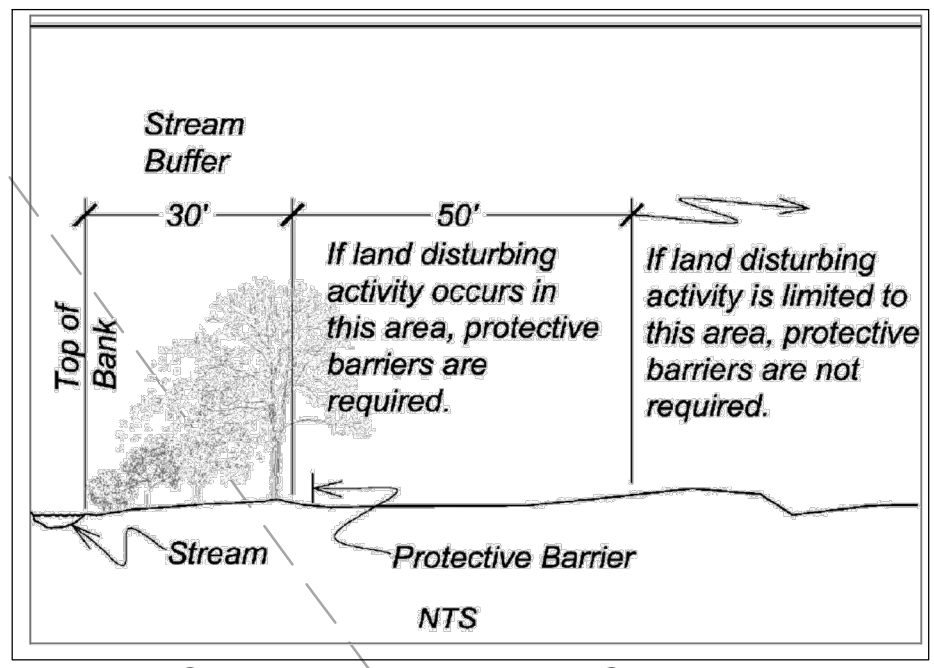 Stream
Buffer
30'
50'
If land disturbing
activity occurs in
this area, protective
barriers are
required.
If land disturbing
activity is limited to
this area, protective
barriers are not
required.
Top of
Bank
Stream
Protective Barrier
NTS